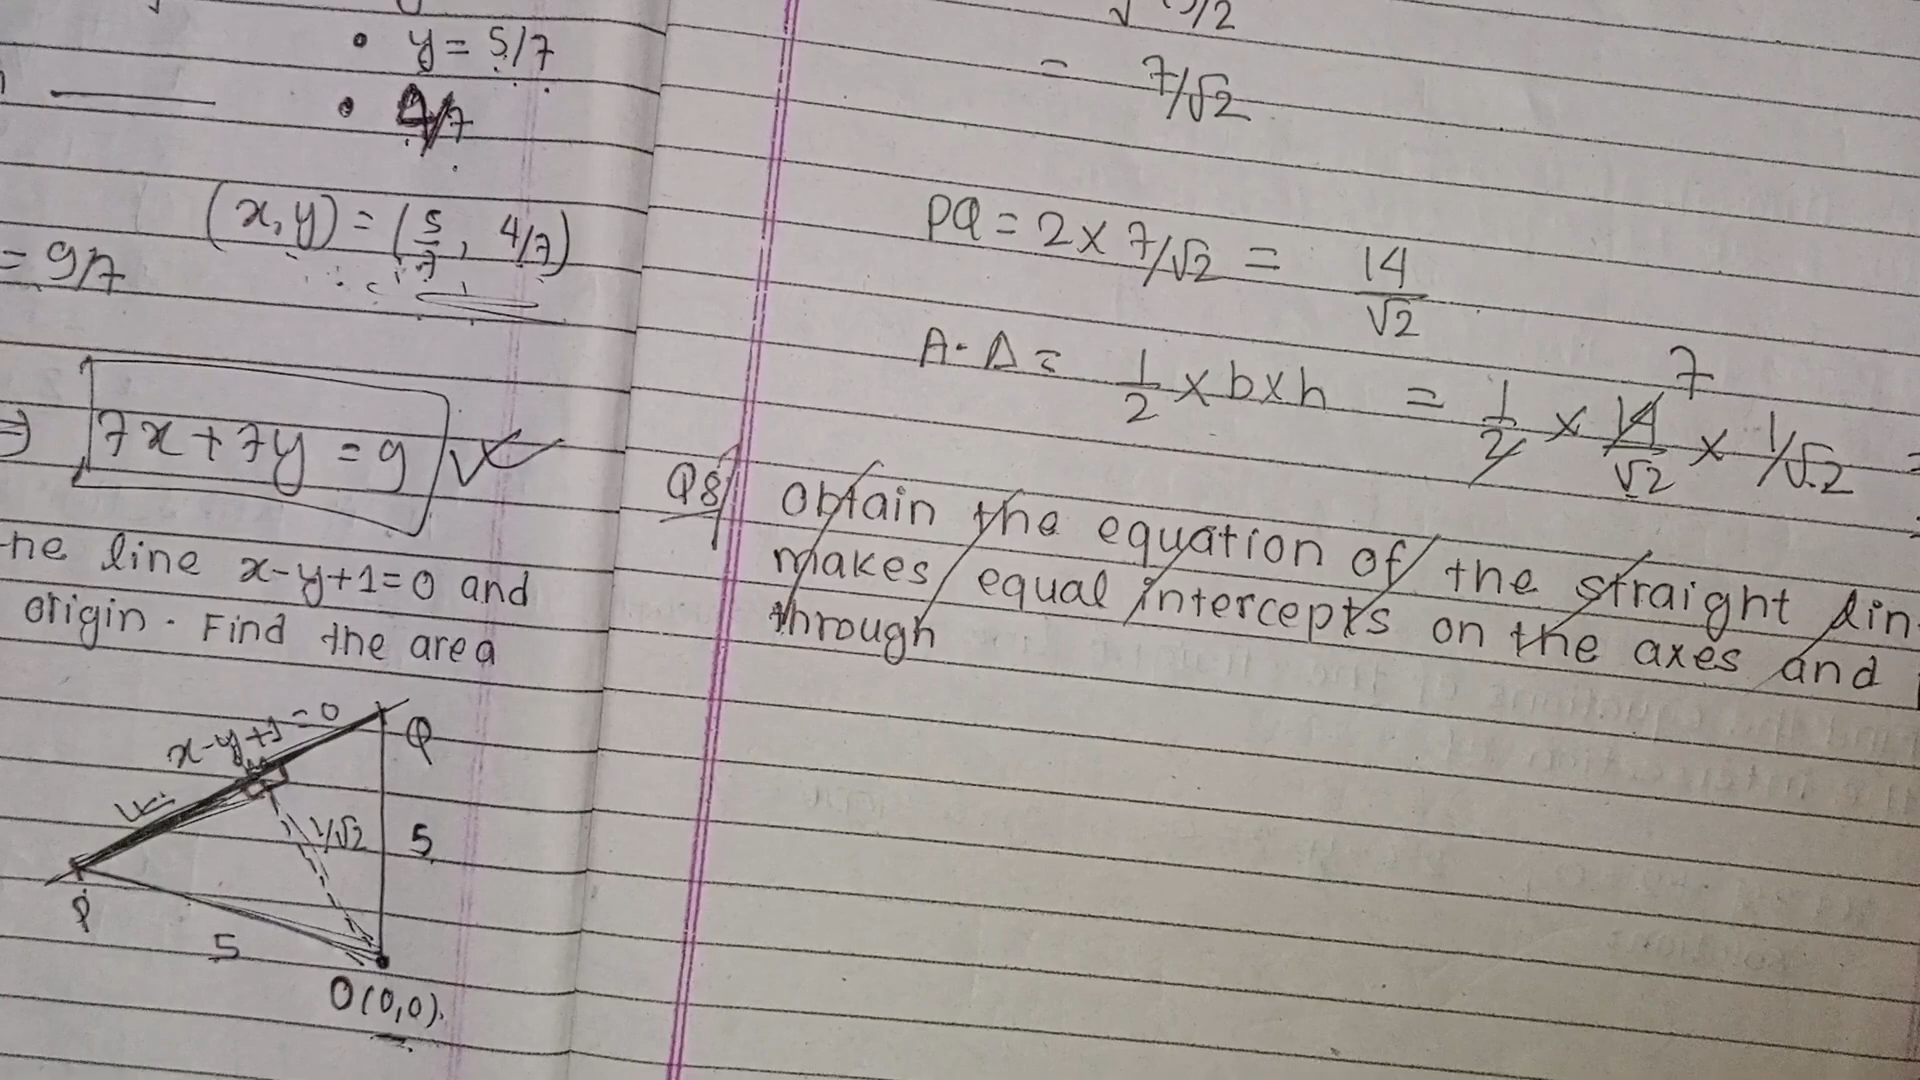 • y = 5/7
• 4/7
(x,y) = (5/7, 4/7)
= 9/7
⇒ 7x + 7y = 9
line x-y+1=0 and
origin. Find the area
x-y+1=0
Q
1/√2
5
P
5
O(0,0).
= 7/√2
PQ = 2 × 7/√2 = 14/√2
A. Δ = 1/2 × b × h = 1/2 × 14/√2 × 1/√2 =
7
Q8/ Obtain the equation of the straight lin
makes equal intercepts on the axes and
through